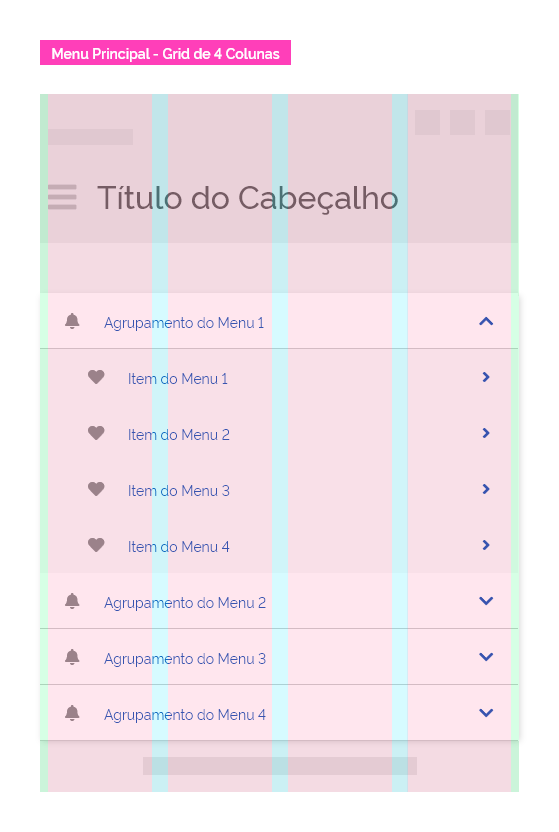 Menu Principal - Grid de 4 Colunas
Título do Cabeçalho
Agrupamento do Menu 1
Item do Menu 1
Item do Menu 2
Item do Menu 3
Item do Menu 4
Agrupamento do Menu 2
Agrupamento do Menu 3
Agrupamento do Menu 4